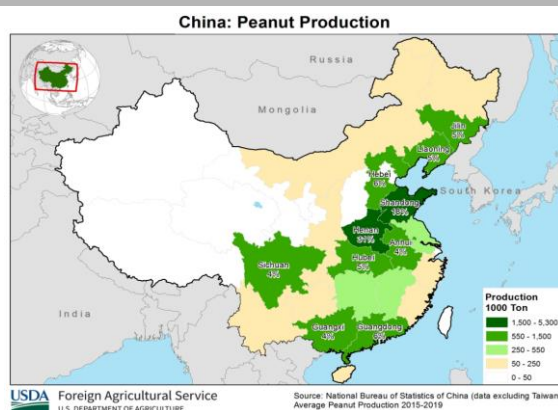 China: Peanut Production
Russia
Mongolia
Jilin
5%
Liaoning
5%
Hebei
6%
South Korea
Shandong
18%
Henan
31%
Anhui
4%
Hubei
5%
Sichuan
4%
India
Guangxi
4%
Guangdong
6%
Production
1000 Ton
1,500 - 5,300
550 - 1,500
250 - 550
50 - 250
0 - 50
USDA Foreign Agricultural Service
U.S. DEPARTMENT OF AGRICULTURE
Source: National Bureau of Statistics of China (data excluding Taiwan
Average Peanut Production 2015-2019